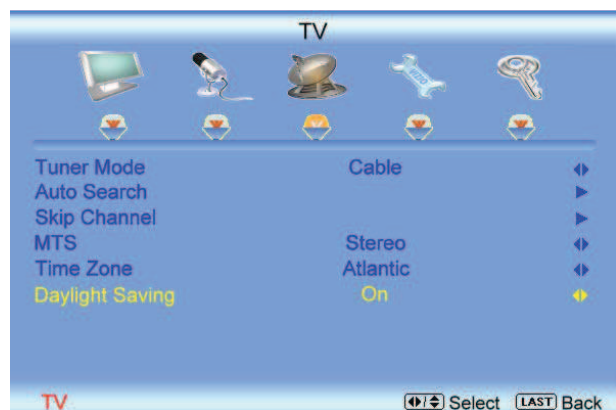 TV
VIZIO
Tuner Mode Cable
Auto Search
Skip Channel
MTS Stereo
Time Zone Atlantic
Daylight Saving On
TV Select LAST Back